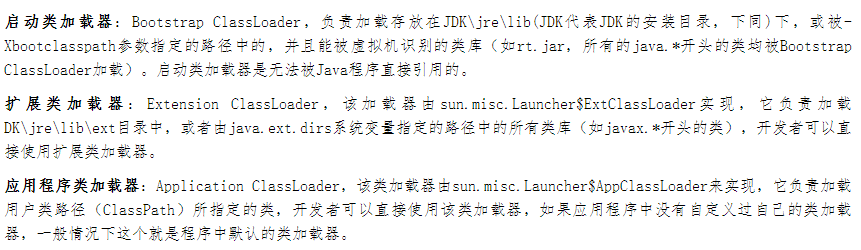 启动类加载器：Bootstrap ClassLoader，负责加载存放在JDK\jre\lib(JDK代表JDK的安装目录，下同)下，或被-
Xbootclasspath参数指定的路径中的，并且能被虚拟机识别的类库（如rt.jar，所有的java.*开头的类均被Bootstrap
ClassLoader加载）。启动类加载器是无法被Java程序直接引用的。
扩展类加载器：Extension ClassLoader，该加载器由sun.misc.Launcher$ExtClassLoader实现，它负责加载
DK\jre\lib\ext目录中，或者由java.ext.dirs系统变量指定的路径中的所有类库（如javax.*开头的类），开发者可以直
接使用扩展类加载器。
应用程序类加载器：Application ClassLoader，该类加载器由sun.misc.Launcher$AppClassLoader来实现，它负责加载
用户类路径（ClassPath）所指定的类，开发者可以直接使用该类加载器，如果应用程序中没有自定义过自己的类加载
器，一般情况下这个就是程序中默认的类加载器。